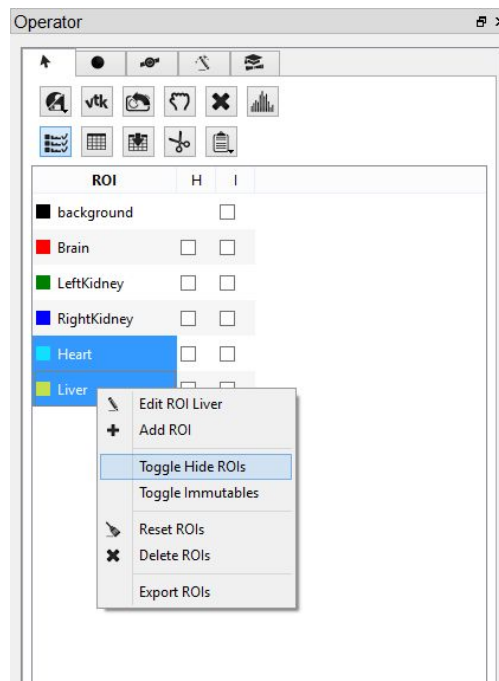 Operator
vtk
ROI H I
background
Brain
LeftKidney
RightKidney
Heart
Liver
Edit ROI Liver
Add ROI
Toggle Hide ROIs
Toggle Immutables
Reset ROIs
Delete ROIs
Export ROIs